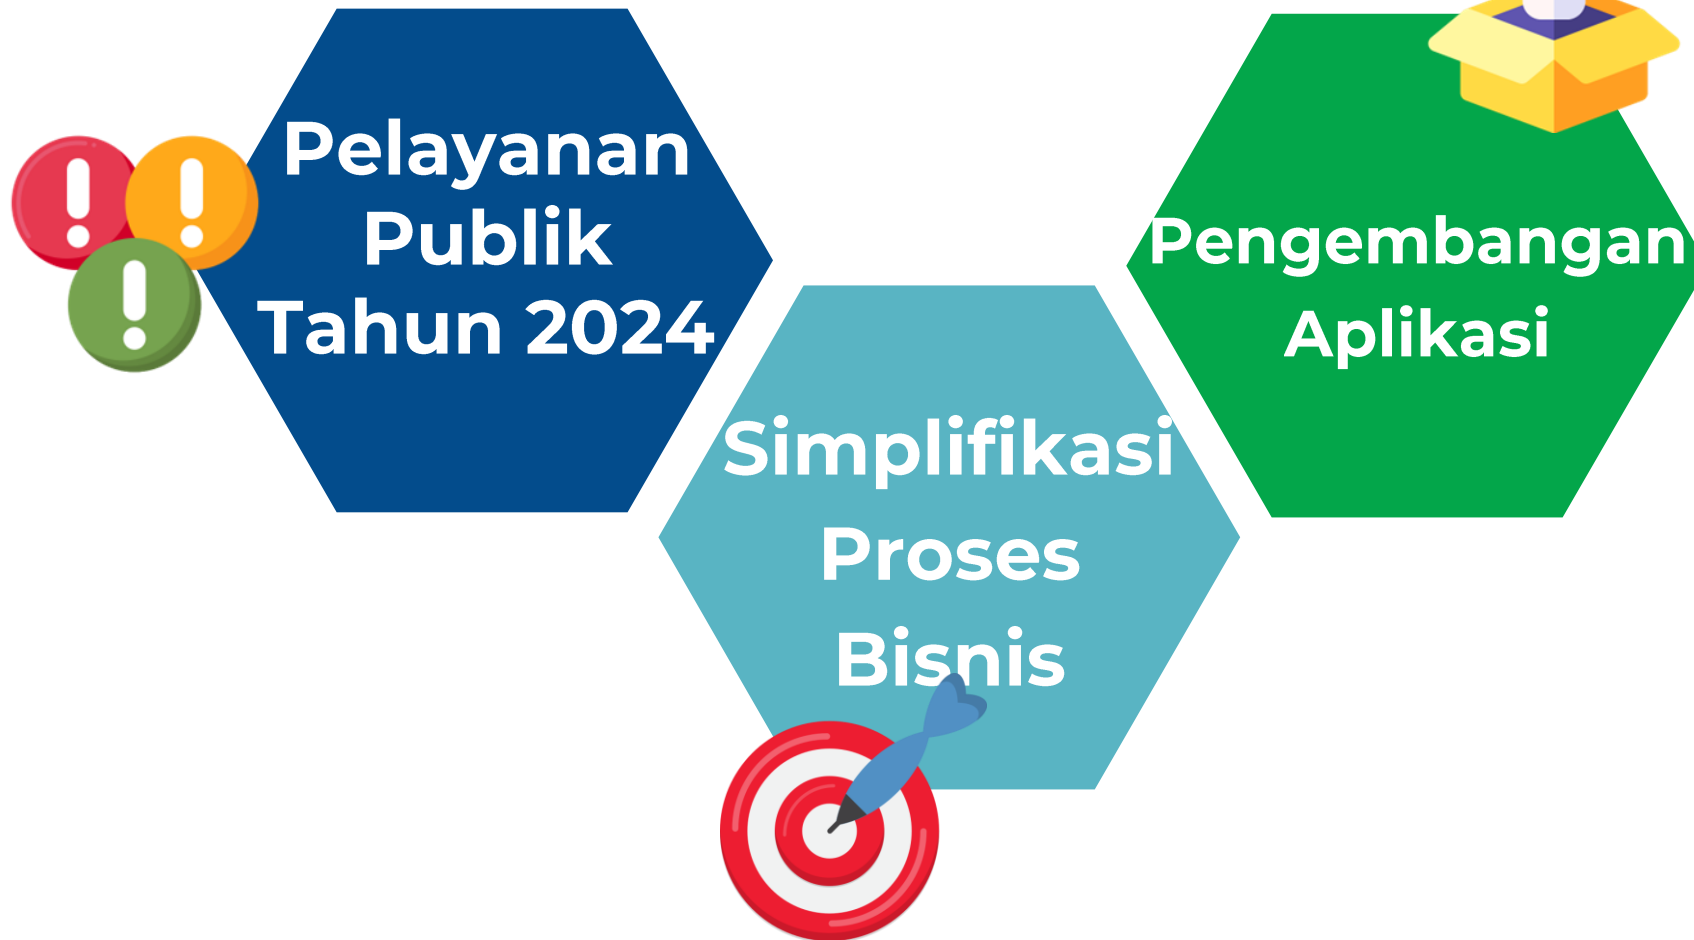 Pelayanan
Publik
Tahun 2024
Simplifikasi
Proses
Bisnis
Pengembangan
Aplikasi